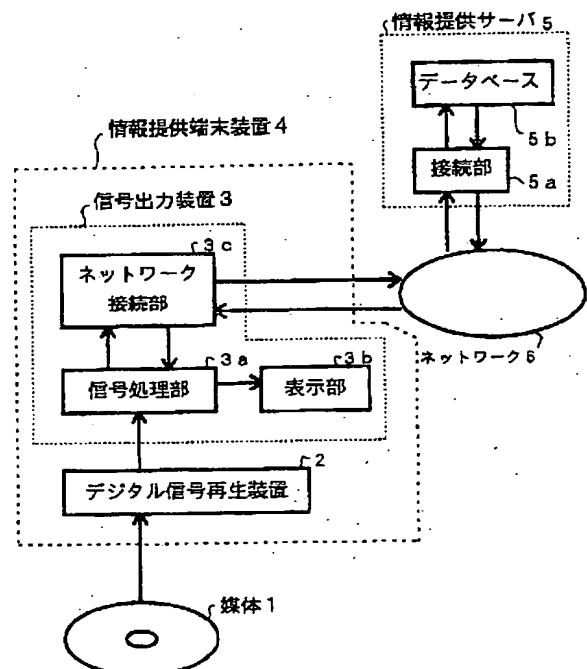 情報提供サーバ5
データベース
5b
接続部
5a
情報提供端末装置4
信号出力装置3
3c
ネットワーク
接続部
ネットワーク6
3a
3b
信号処理部
表示部
2
デジタル信号再生装置
媒体1